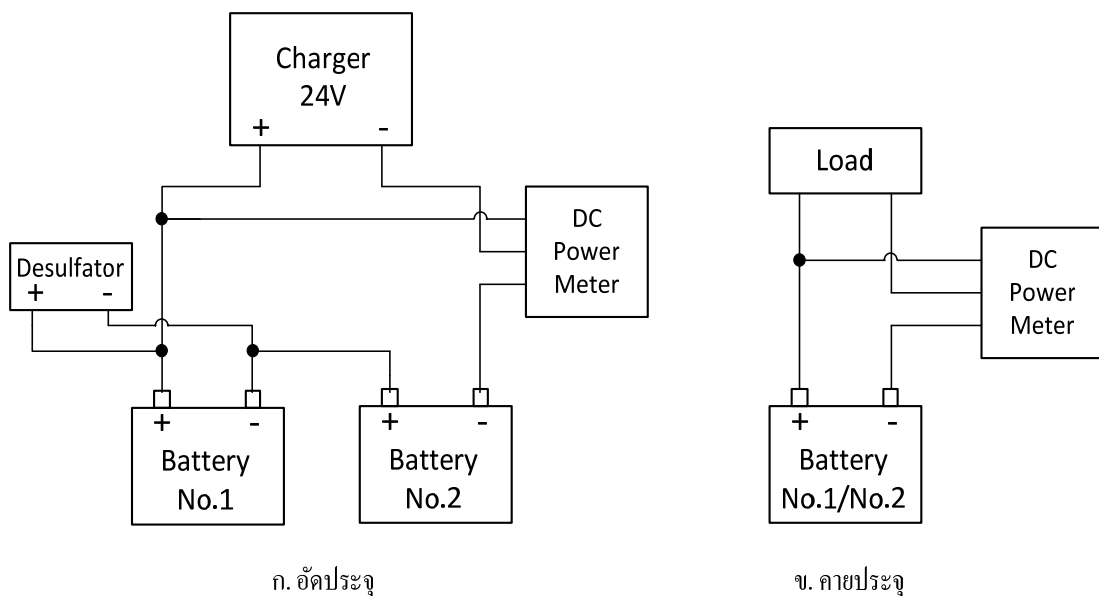 Charger
24V
+ -
DC
Power
Meter
Desulfator
+ -
+ -
Battery
No.1
+ -
Battery
No.2
ก. อัดประจุ
Load
DC
Power
Meter
+ -
Battery
No.1/No.2
ข. คายประจุ